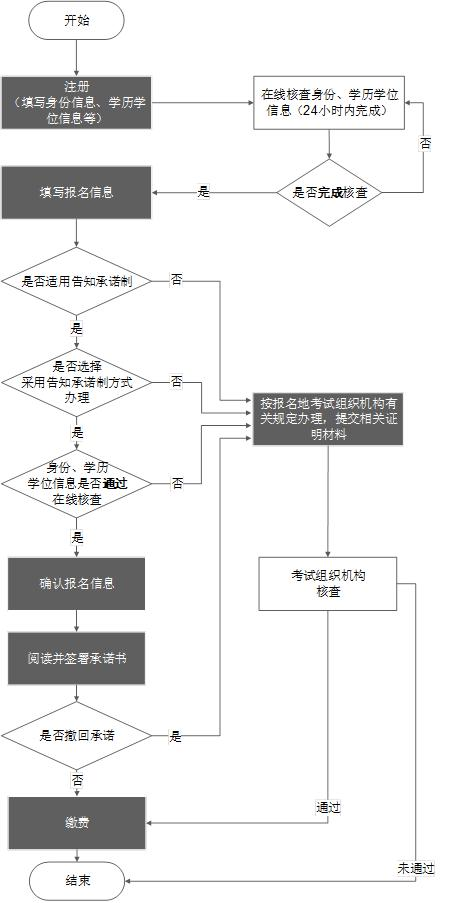 开始
注册
（填写身份信息、学历学
位信息等）
在线核查身份、学历学位
信息（24小时内完成）
否
是否完成核查
是
填写报名信息
是否适用告知承诺制
否
是
是否选择
采用告知承诺制方式
办理
否
按报名地考试组织机构有
关规定办理，提交相关证
明材料
是
身份、学历
学位信息是否通过
在线核查
否
是
确认报名信息
考试组织机构
核查
阅读并签署承诺书
是否撤回承诺
是
否
通过
缴费
未通过
结束